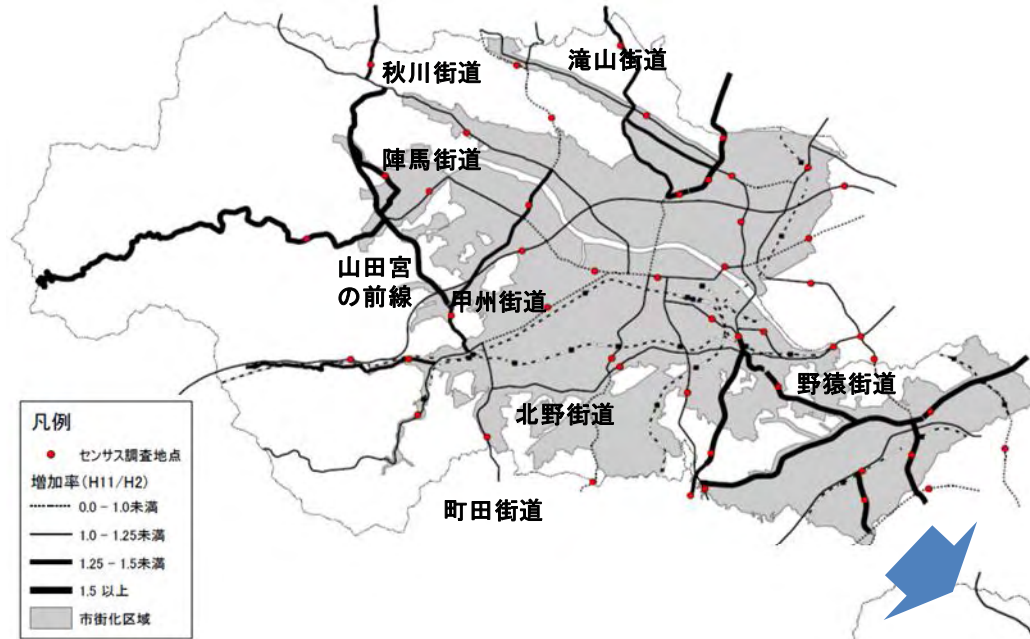 滝山街道
秋川街道
陣馬街道
山田宮
の前線
甲州街道
野猿街道
北野街道
町田街道
凡例
センサス調査地点
増加率(H11/H2)
0.0 - 1.0未満
1.0 - 1.25未満
1.25 - 1.5未満
1.5 以上
市街化区域